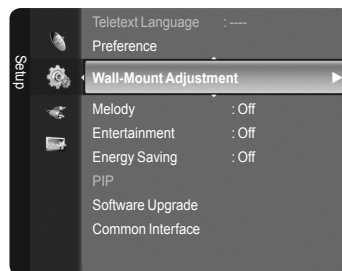 Setup
Teletext Language : ----
Preference
Wall-Mount Adjustment
Melody : Off
Entertainment : Off
Energy Saving : Off
PIP
Software Upgrade
Common Interface